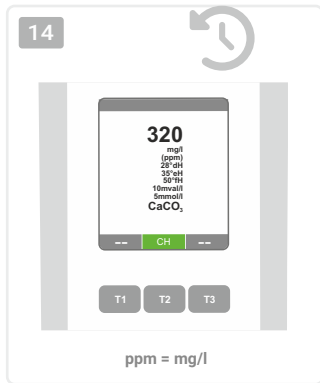 14
320
mg/l
(ppm)
28°dH
35°eH
50°fH
10mval/l
5mmol/l
CaCO₃
-- CH --
T1 T2 T3
ppm = mg/l